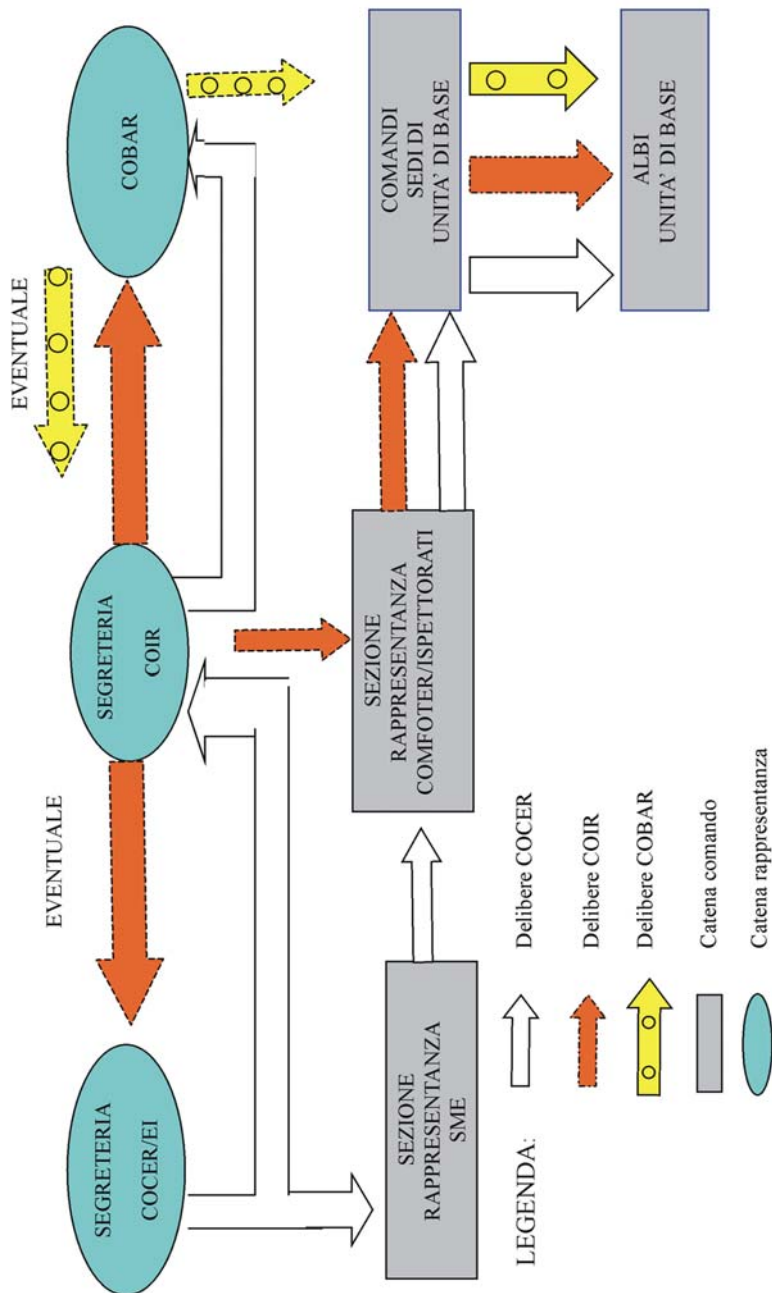 EVENTUALE
EVENTUALE
SEGRETERIA
COCER/EI
SEGRETERIA
COIR
COBAR
SEZIONE
RAPPRESENTANZA
SME
SEZIONE
RAPPRESENTANZA
COMFOTER/ISPETTORATI
COMANDI
SEDI DI
UNITA' DI BASE
ALBI
UNITA' DI BASE
LEGENDA:
Delibere COCER
Delibere COIR
Delibere COBAR
Catena comando
Catena rappresentanza